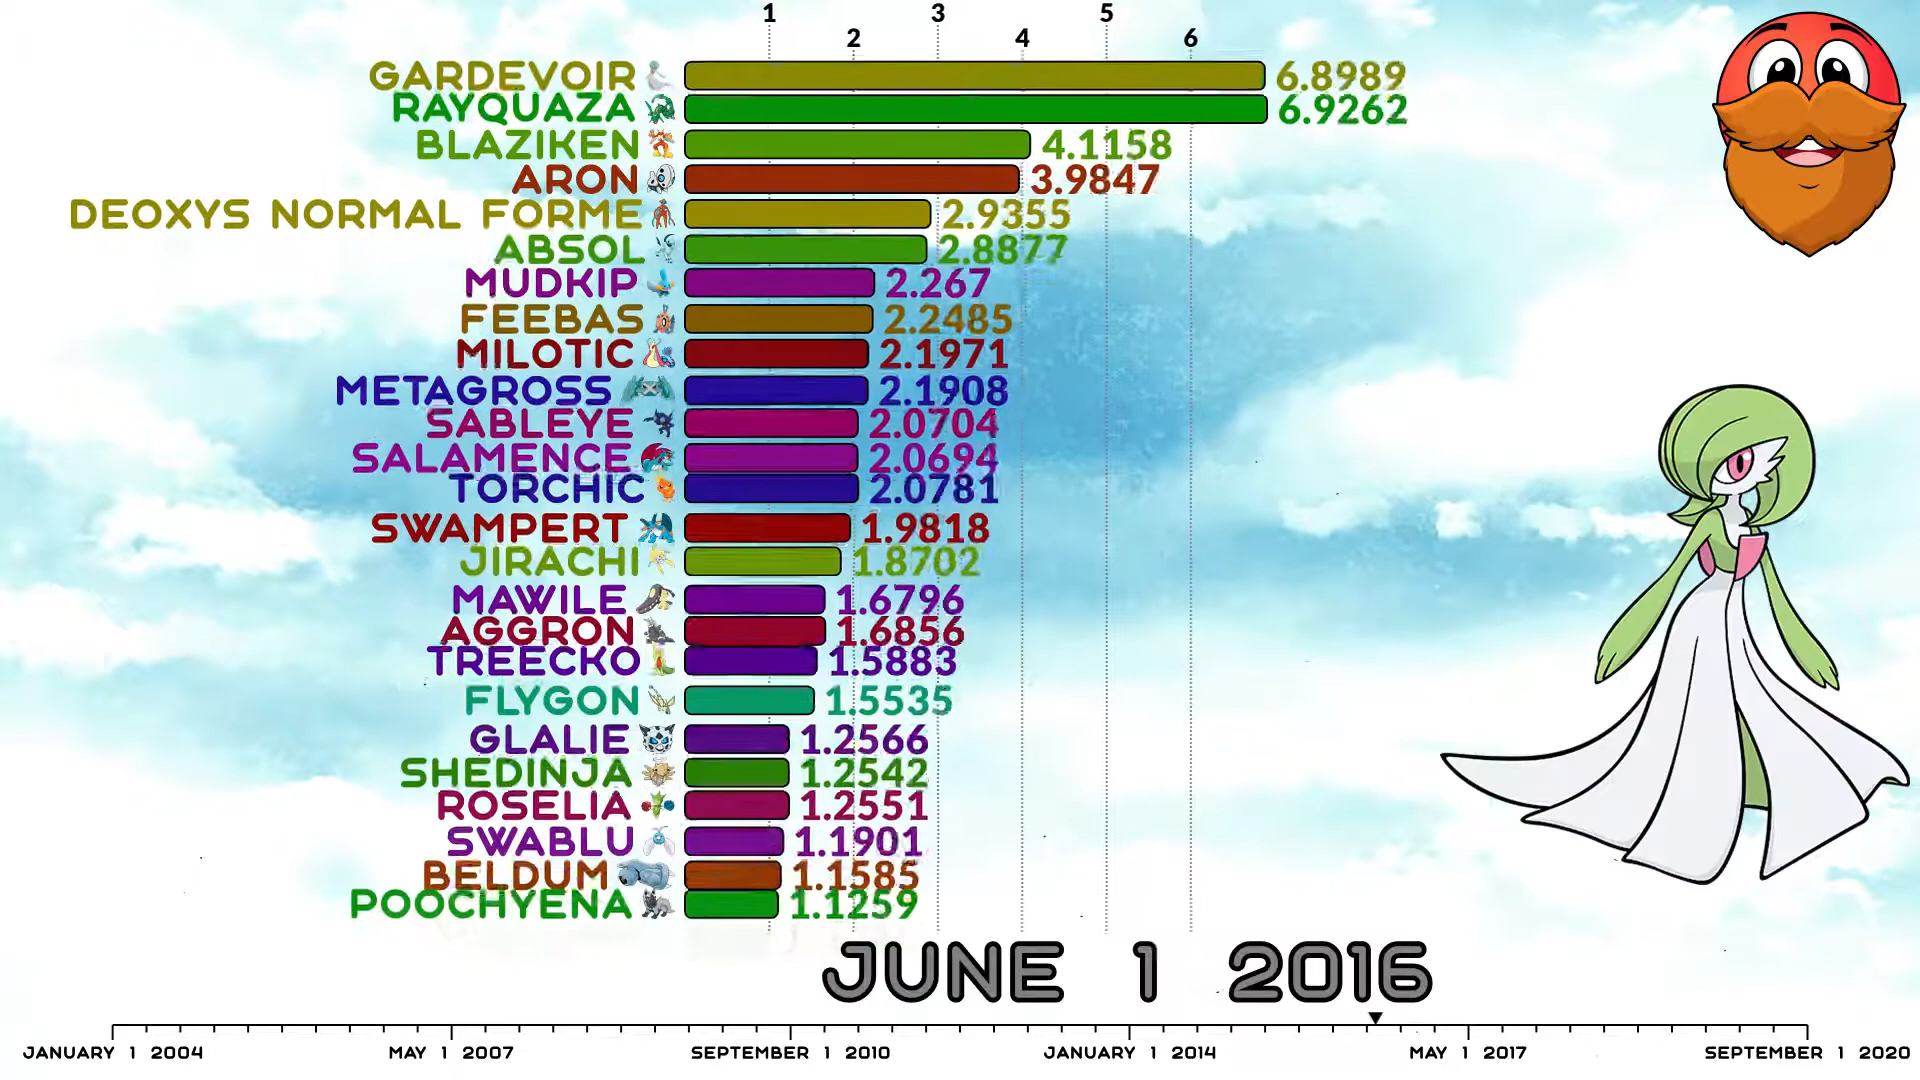 1 3 5
2 4 6
GARDEVOIR 6.8989
RAYQUAZA 6.9262
BLAZIKEN 4.1158
ARON 3.9847
DEOXYS NORMAL FORME 2.9355
ABSOL 2.8877
MUDKIP 2.267
FEEBAS 2.2485
MILOTIC 2.1971
METAGROSS 2.1908
SABLEYE 2.0704
SALAMENCE 2.0694
TORCHIC 2.0781
SWAMPERT 1.9818
JIRACHI 1.8702
MAWILE 1.6796
AGGRON 1.6856
TREECKO 1.5883
FLYGON 1.5535
GLALIE 1.2566
SHEDINJA 1.2542
ROSELIA 1.2551
SWABLU 1.1901
BELDUM 1.1585
POOCHYENA 1.1259
JUNE 1 2016
JANUARY 1 2004 MAY 1 2007 SEPTEMBER 1 2010 JANUARY 1 2014 MAY 1 2017 SEPTEMBER 1 2020